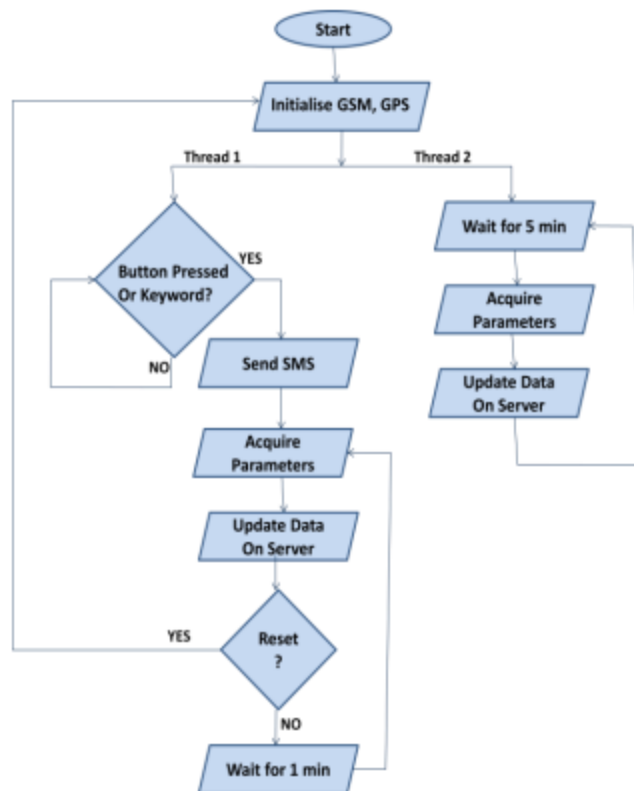 Start
Initialise GSM, GPS
Thread 1
Thread 2
Button Pressed
Or Keyword?
YES
NO
Wait for 5 min
Acquire
Parameters
Update Data
On Server
Send SMS
Acquire
Parameters
Update Data
On Server
Reset
?
YES
NO
Wait for 1 min